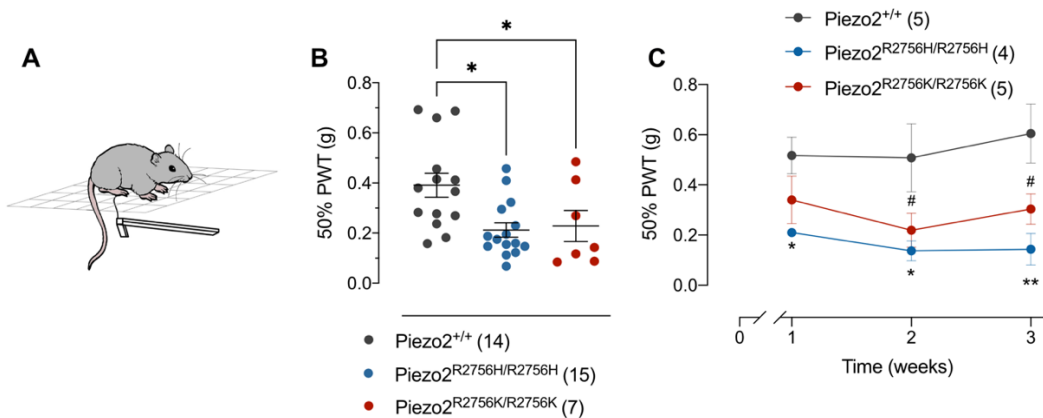 A
B
*
*
50% PWT (g)
0.8
0.6
0.4
0.2
0.0
Piezo2+/+ (14)
Piezo2R2756H/R2756H (15)
Piezo2R2756K/R2756K (7)
C
Piezo2+/+ (5)
Piezo2R2756H/R2756H (4)
Piezo2R2756K/R2756K (5)
50% PWT (g)
0.8
0.6
0.4
0.2
0.0
#
#
*
*
**
0 1 2 3
Time (weeks)